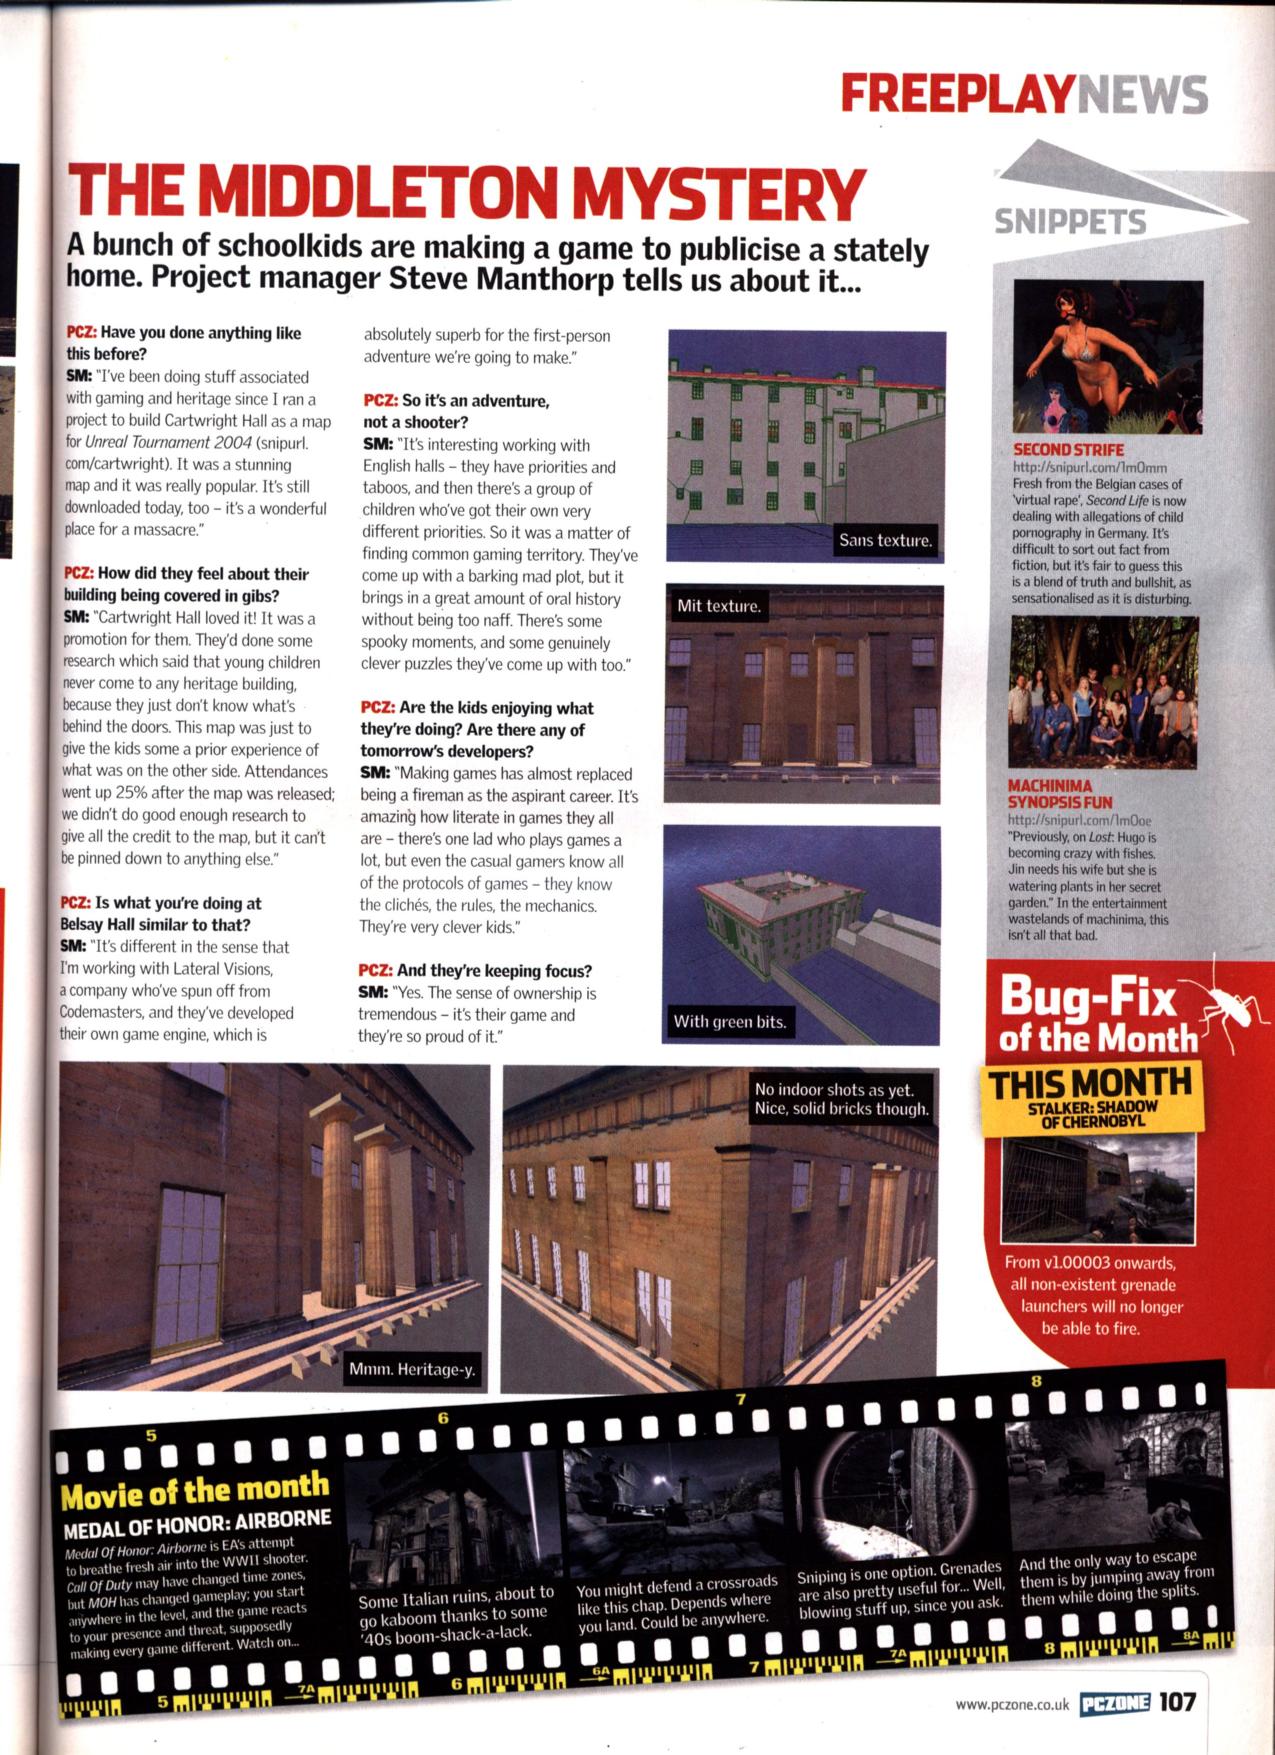 FREEPLAYNEWS
THE MIDDLETON MYSTERY
A bunch of schoolkids are making a game to publicise a stately
home. Project manager Steve Manthorp tells us about it...
PCZ: Have you done anything like
this before?
SM: "I've been doing stuff associated
with gaming and heritage since I ran a
project to build Cartwright Hall as a map
for Unreal Tournament 2004 (snipurl.
com/cartwright). It was a stunning
map and it was really popular. It's still
downloaded today, too – it's a wonderful
place for a massacre."
PCZ: How did they feel about their
building being covered in gibs?
SM: "Cartwright Hall loved it! It was a
promotion for them. They'd done some
research which said that young children
never come to any heritage building,
because they just don't know what's
behind the doors. This map was just to
give the kids some a prior experience of
what was on the other side. Attendances
went up 25% after the map was released;
we didn't do good enough research to
give all the credit to the map, but it can't
be pinned down to anything else."
PCZ: Is what you're doing at
Belsay Hall similar to that?
SM: "It's different in the sense that
I'm working with Lateral Visions,
a company who've spun off from
Codemasters, and they've developed
their own game engine, which is
absolutely superb for the first-person
adventure we're going to make."
PCZ: So it's an adventure,
not a shooter?
SM: "It's interesting working with
English halls – they have priorities and
taboos, and then there's a group of
children who've got their own very
different priorities. So it was a matter of
finding common gaming territory. They've
come up with a barking mad plot, but it
brings in a great amount of oral history
without being too naff. There's some
spooky moments, and some genuinely
clever puzzles they've come up with too."
PCZ: Are the kids enjoying what
they're doing? Are there any of
tomorrow's developers?
SM: "Making games has almost replaced
being a fireman as the aspirant career. It's
amazing how literate in games they all
are – there's one lad who plays games a
lot, but even the casual gamers know all
of the protocols of games – they know
the clichés, the rules, the mechanics.
They're very clever kids."
PCZ: And they're keeping focus?
SM: "Yes. The sense of ownership is
tremendous – it's their game and
they're so proud of it."
Sans texture.
Mit texture.
With green bits.
Mmm. Heritage-y.
No indoor shots as yet.
Nice, solid bricks though.
SNIPPETS
SECOND STRIFE
http://snipurl.com/1m0mm
Fresh from the Belgian cases of
'virtual rape', Second Life is now
dealing with allegations of child
pornography in Germany. It's
difficult to sort out fact from
fiction, but it's fair to guess this
is a blend of truth and bullshit, as
sensationalised as it is disturbing.
MACHINIMA
SYNOPSIS FUN
http://snipurl.com/1m0oe
"Previously, on Lost: Hugo is
becoming crazy with fishes.
Jin needs his wife but she is
watering plants in her secret
garden." In the entertainment
wastelands of machinima, this
isn't all that bad.
Bug-Fix
of the Month
THIS MONTH
STALKER: SHADOW
OF CHERNOBYL
From v1.00003 onwards,
all non-existent grenade
launchers will no longer
be able to fire.
5
6
7
8
Movie of the month
MEDAL OF HONOR: AIRBORNE
Medal Of Honor: Airborne is EA's attempt
to breathe fresh air into the WWII shooter.
Call Of Duty may have changed time zones,
but MOH has changed gameplay; you start
anywhere in the level, and the game reacts
to your presence and threat, supposedly
making every game different. Watch on...
Some Italian ruins, about to
go kaboom thanks to some
'40s boom-shack-a-lack.
You might defend a crossroads
like this chap. Depends where
you land. Could be anywhere.
Sniping is one option. Grenades
are also pretty useful for... Well,
blowing stuff up, since you ask.
And the only way to escape
them is by jumping away from
them while doing the splits.
5
7A
6
6A
7
7A
8
8A
www.pczone.co.uk PCZONE 107